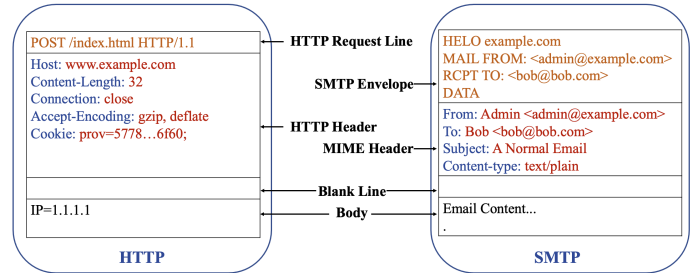 POST /index.html HTTP/1.1
Host: www.example.com
Content-Length: 32
Connection: close
Accept-Encoding: gzip, deflate
Cookie: prov=5778…6f60;
IP=1.1.1.1
HTTP
HTTP Request Line
SMTP Envelope
HTTP Header
MIME Header
Blank Line
Body
HELO example.com
MAIL FROM: <admin@example.com>
RCPT TO: <bob@bob.com>
DATA
From: Admin <admin@example.com>
To: Bob <bob@bob.com>
Subject: A Normal Email
Content-type: text/plain
Email Content...
.
SMTP